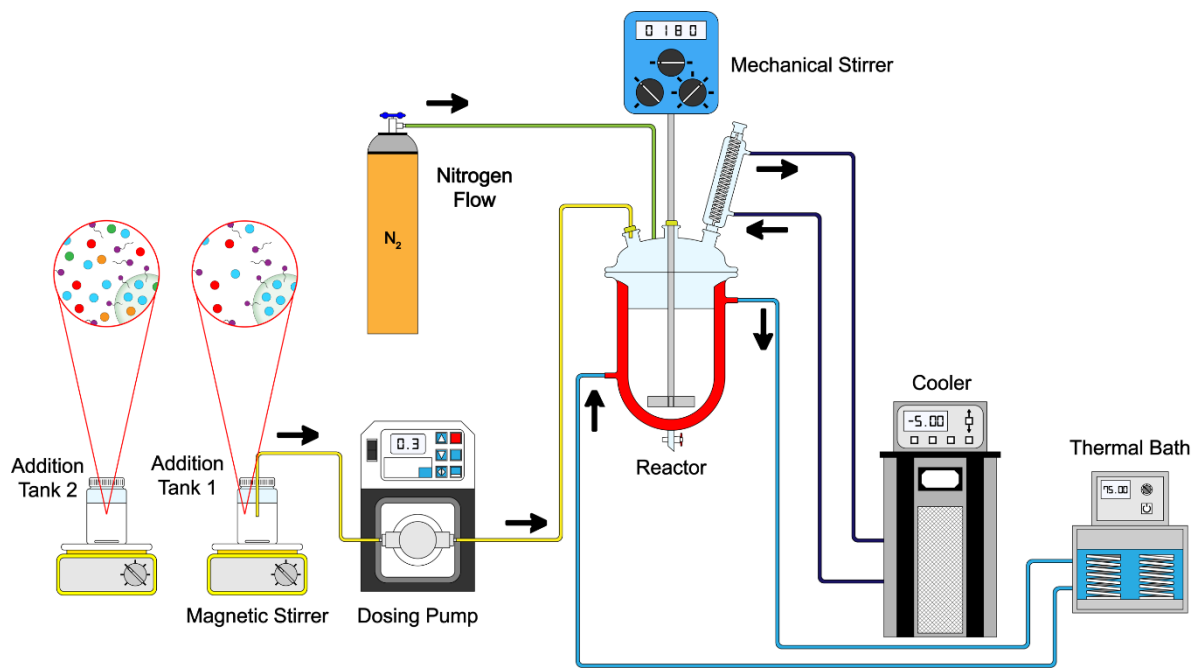 0180
Mechanical Stirrer
Nitrogen
Flow
N₂
Cooler
-5.00
Thermal Bath
75.00
Reactor
Addition
Tank 2
Addition
Tank 1
0.3
Magnetic Stirrer
Dosing Pump